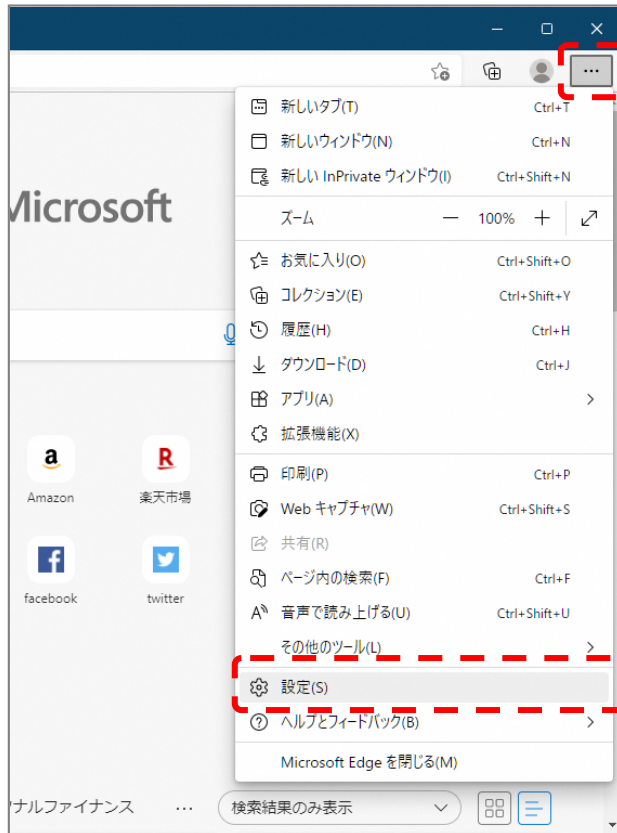 Microsoft
新しいタブ(T) Ctrl+T
新しいウィンドウ(N) Ctrl+N
新しい InPrivate ウィンドウ(I) Ctrl+Shift+N
ズーム 100%
お気に入り(O) Ctrl+Shift+O
コレクション(E) Ctrl+Shift+Y
履歴(H) Ctrl+H
ダウンロード(D) Ctrl+J
アプリ(A)
拡張機能(X)
印刷(P) Ctrl+P
Web キャプチャ(W) Ctrl+Shift+S
共有(R)
ページ内の検索(F) Ctrl+F
音声で読み上げる(U) Ctrl+Shift+U
その他のツール(L)
設定(S)
ヘルプとフィードバック(B)
Microsoft Edge を閉じる(M)
Amazon 楽天市場
facebook twitter
ナルファイナンス … 検索結果のみ表示